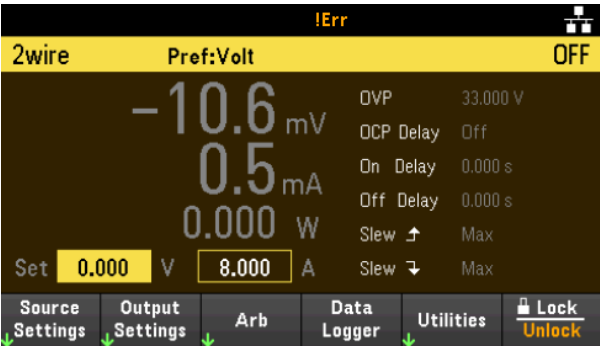 !Err
2wire Pref:Volt OFF
-10.6 mV
0.5 mA
0.000 W
Set 0.000 V 8.000 A
OVP 33.000 V
OCP Delay Off
On Delay 0.000 s
Off Delay 0.000 s
Slew Max
Slew Max
Source Settings
Output Settings
Arb
Data Logger
Utilities
Lock
Unlock